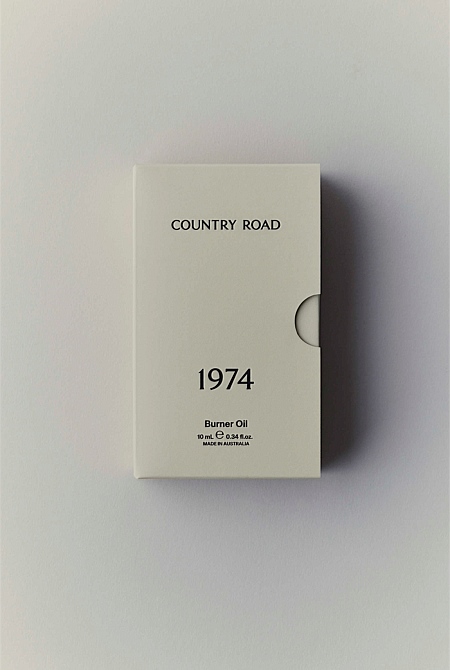 COUNTRY ROAD
1974
Burner Oil
10 mL ℮ 0.34 fl.oz.
MADE IN AUSTRALIA